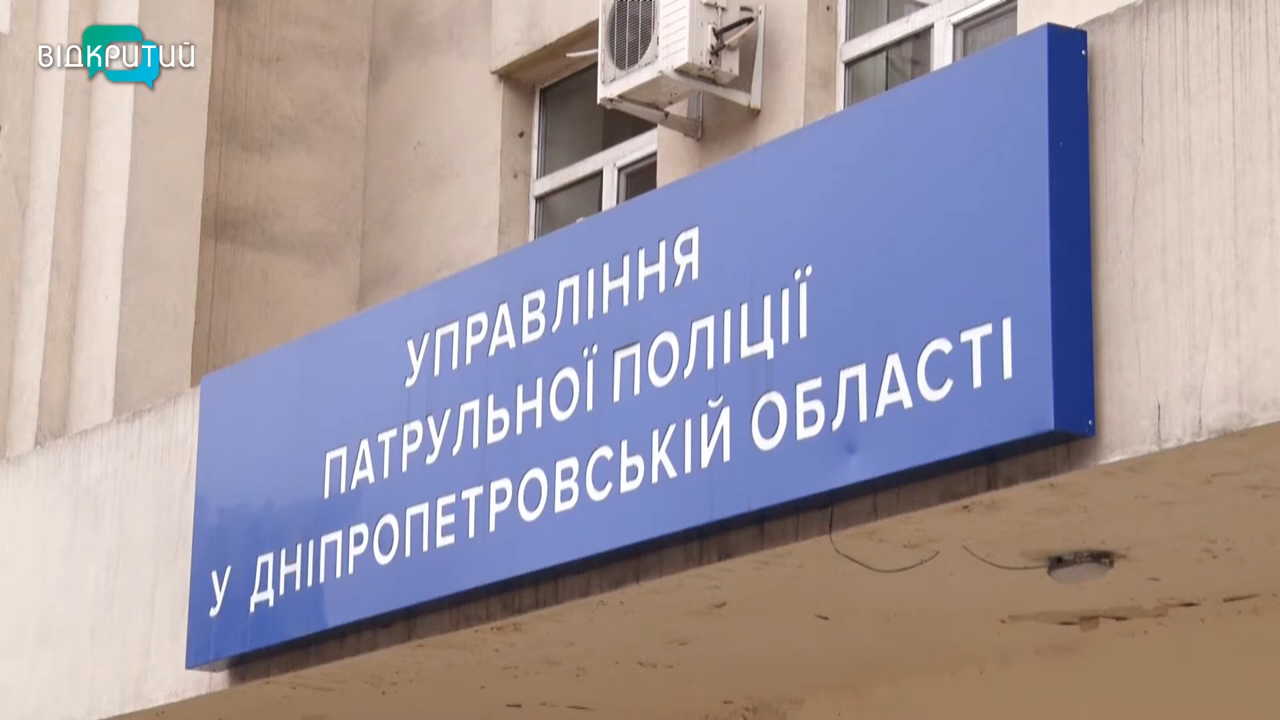 ВІДКРИТИЙ
УПРАВЛІННЯ
ПАТРУЛЬНОЇ ПОЛІЦІЇ
У ДНІПРОПЕТРОВСЬКІЙ ОБЛАСТІ